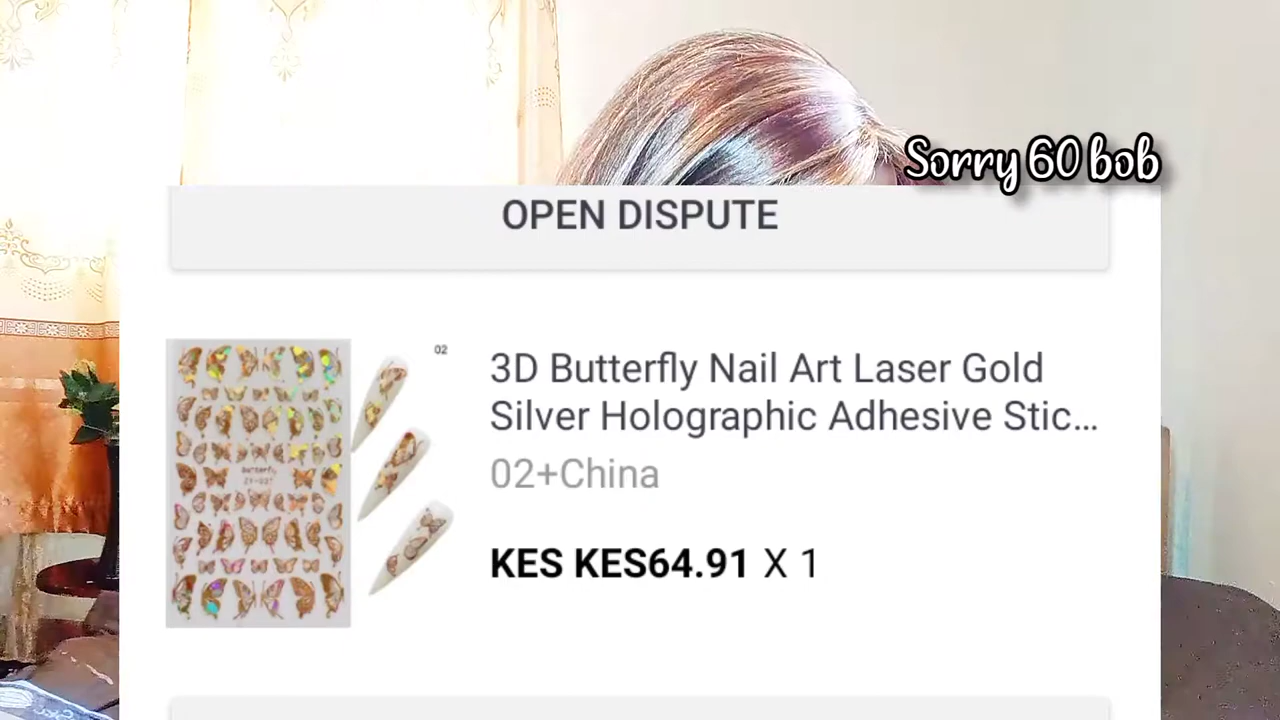 Sorry 60 bob
OPEN DISPUTE
02
3D Butterfly Nail Art Laser Gold
Silver Holographic Adhesive Stic...
02+China
Butterfly
KES KES64.91 X 1